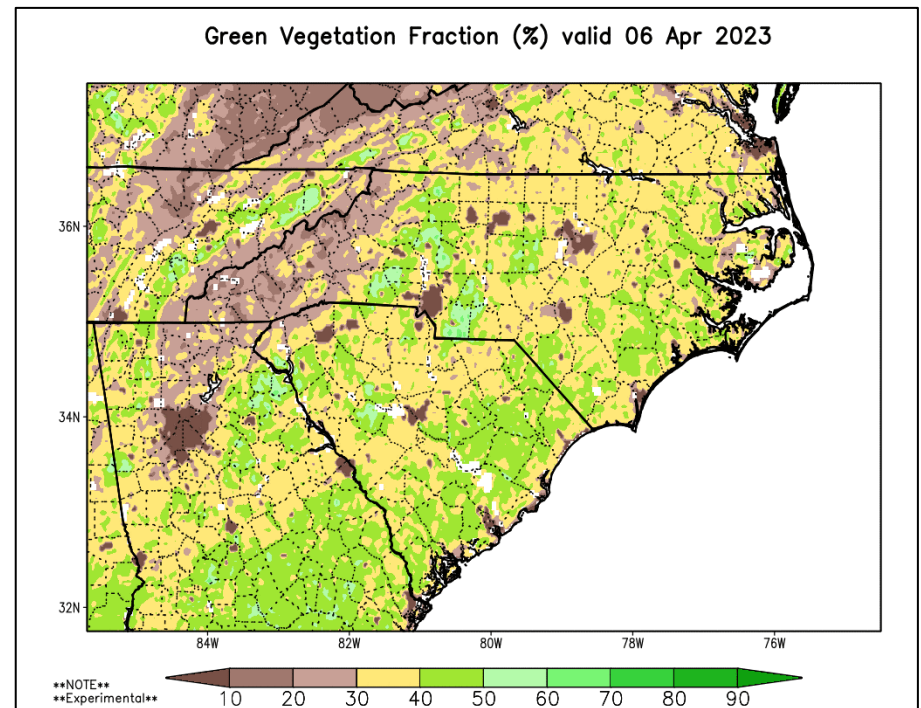 Green Vegetation Fraction (%) valid 06 Apr 2023
36N
34N
32N
84W 82W 80W 78W 76W
**NOTE**
**Experimental**
10 20 30 40 50 60 70 80 90